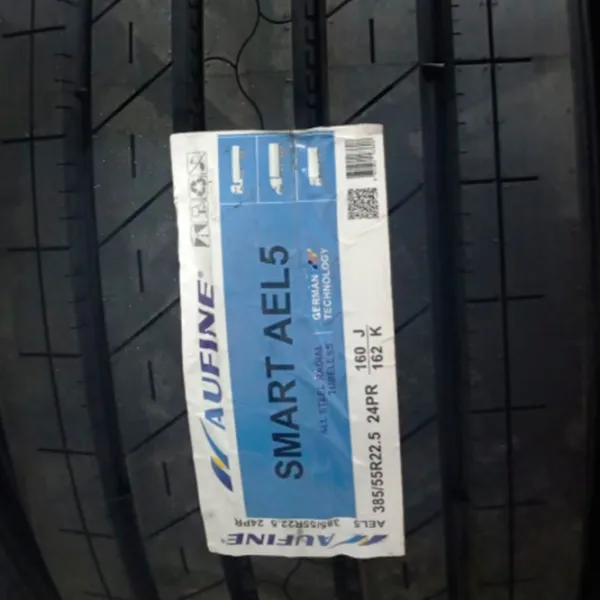 AUFINE®
SMART AEL5
ALL STEEL RADIAL
TUBELESS
GERMAN
TECHNOLOGY
385/55R22.5 24PR 160 J
162 K
AUFINE
AEL5 385/55R22.5 24PR